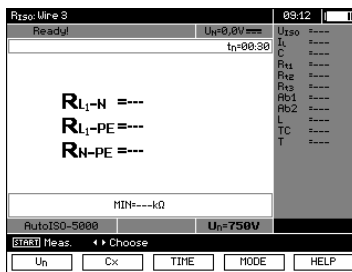 RISO: Wire 3 09:12
Ready! UN=0,0V
tn=00:30
RL1-N =---
RL1-PE =---
RN-PE =---
MIN=---kΩ
AutoISO-5000 Un=750V
UISO =---
IL =---
C =---
Rt1 =---
Rt2 =---
Rt3 =---
Ab1 =---
Ab2 =---
L =---
TC =---
T =---
START Meas. Choose
Un Cx TIME MODE HELP